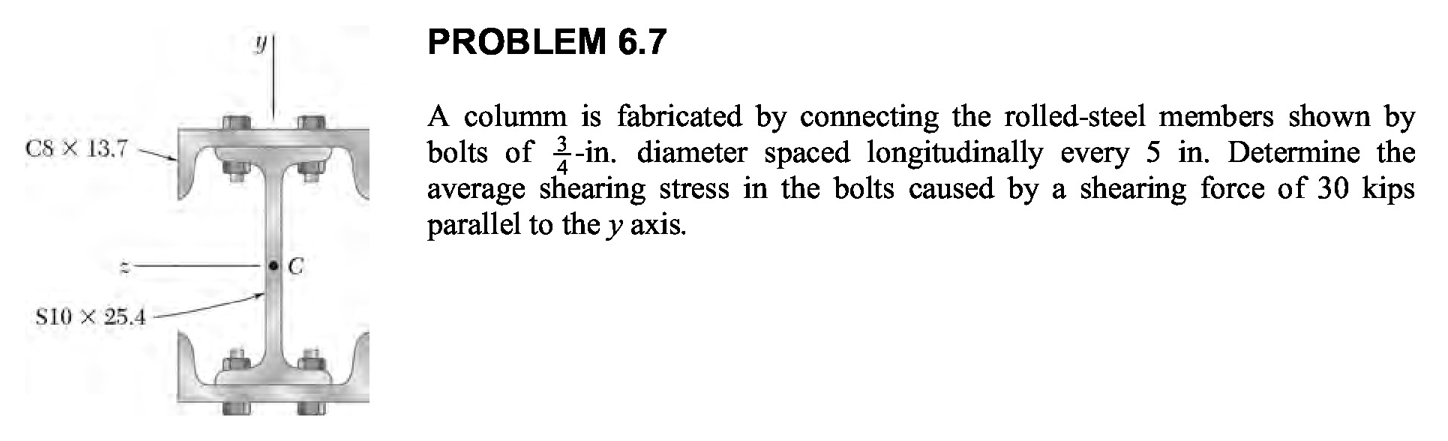 y
PROBLEM 6.7
A columm is fabricated by connecting the rolled-steel members shown by
bolts of 3/4-in. diameter spaced longitudinally every 5 in. Determine the
average shearing stress in the bolts caused by a shearing force of 30 kips
parallel to the y axis.
C8 × 13.7
z
C
S10 × 25.4